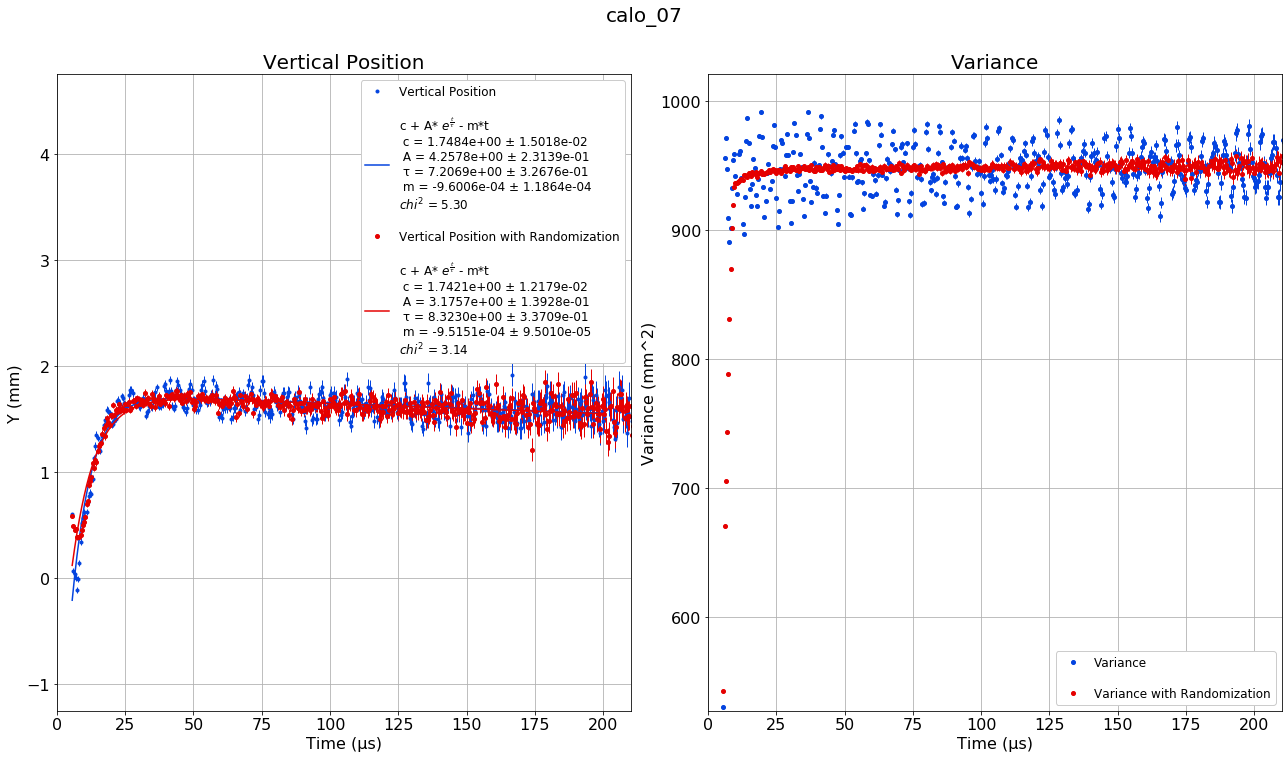 calo_07
Vertical Position
Vertical Position
c + A* e^{t/τ} - m*t
c = 1.7484e+00 ± 1.5018e-02
A = 4.2578e+00 ± 2.3139e-01
τ = 7.2069e+00 ± 3.2676e-01
m = -9.6006e-04 ± 1.1864e-04
chi² = 5.30
Vertical Position with Randomization
c + A* e^{t/τ} - m*t
c = 1.7421e+00 ± 1.2179e-02
A = 3.1757e+00 ± 1.3928e-01
τ = 8.3230e+00 ± 3.3709e-01
m = -9.5151e-04 ± 9.5010e-05
chi² = 3.14
Y (mm)
4
3
2
1
0
−1
0 25 50 75 100 125 150 175 200
Time (μs)
Variance
Variance (mm^2)
1000
900
800
700
600
Variance
Variance with Randomization
0 25 50 75 100 125 150 175 200
Time (μs)